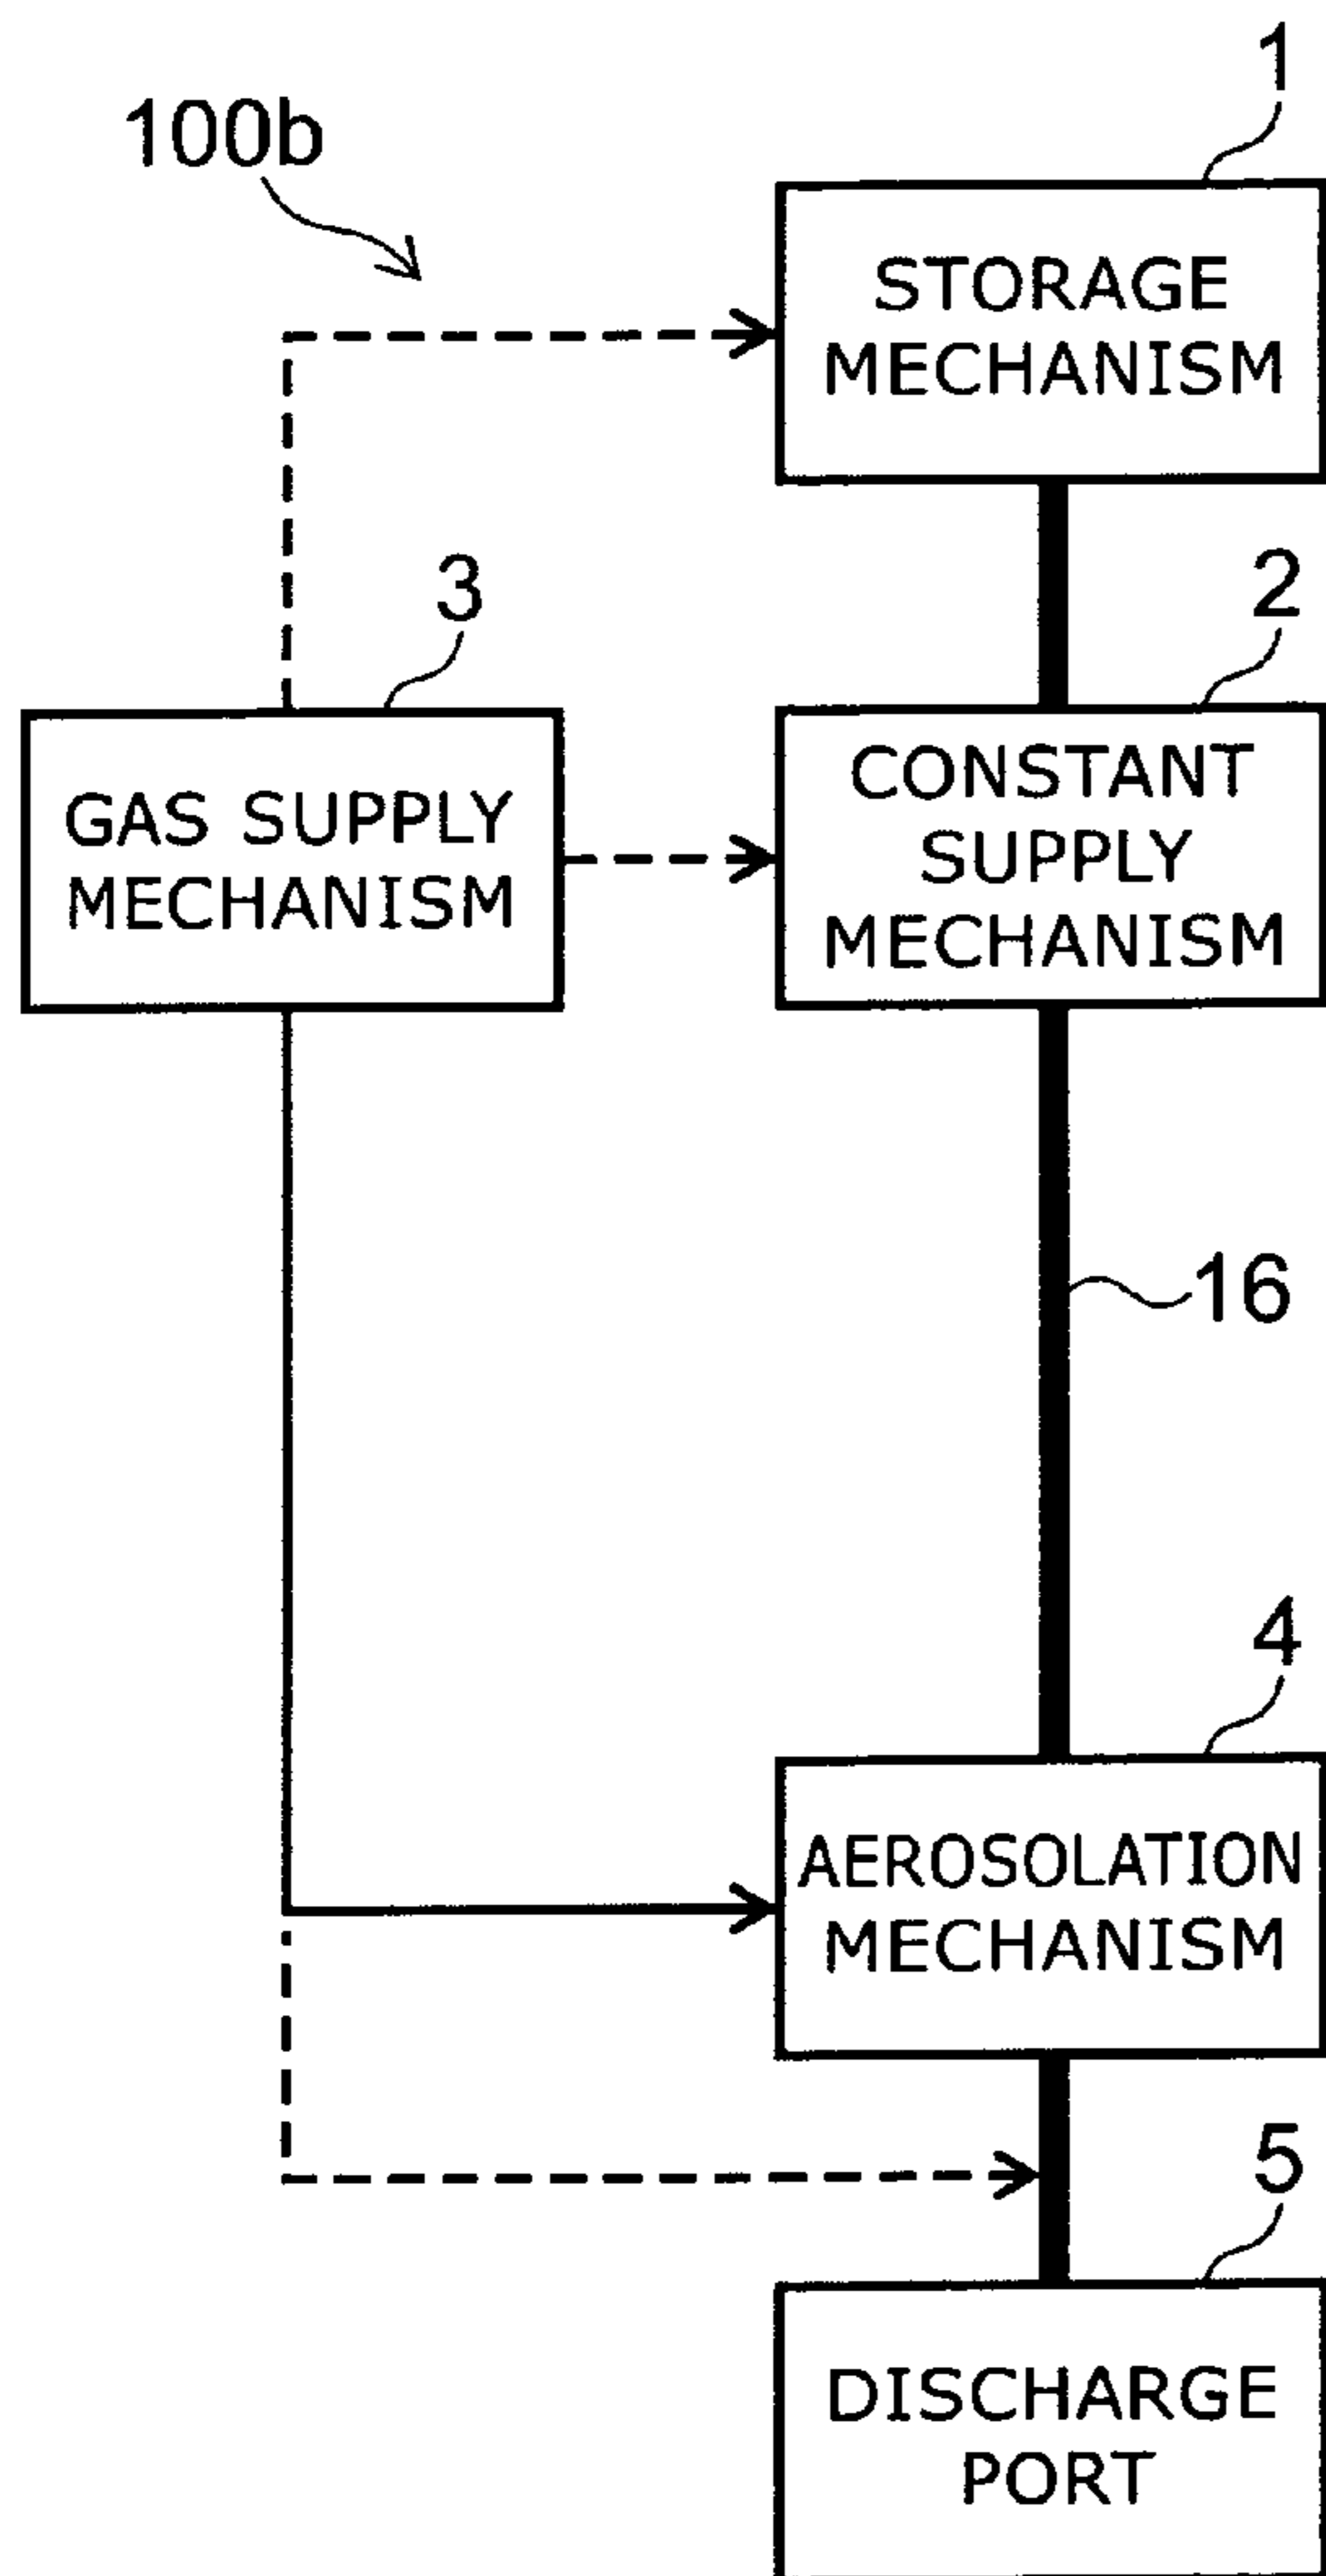 1
100b
STORAGE
MECHANISM
3
2
GAS SUPPLY
MECHANISM
CONSTANT
SUPPLY
MECHANISM
16
4
AEROSOLATION
MECHANISM
5
DISCHARGE
PORT